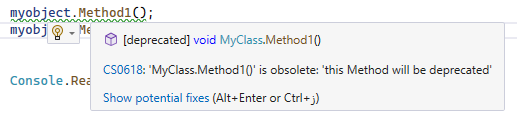 myobject.Method1();
myobj
[deprecated] void MyClass.Method1()
CS0618: 'MyClass.Method1()' is obsolete: 'this Method will be deprecated'
Console.Rea
Show potential fixes (Alt+Enter or Ctrl+ز)